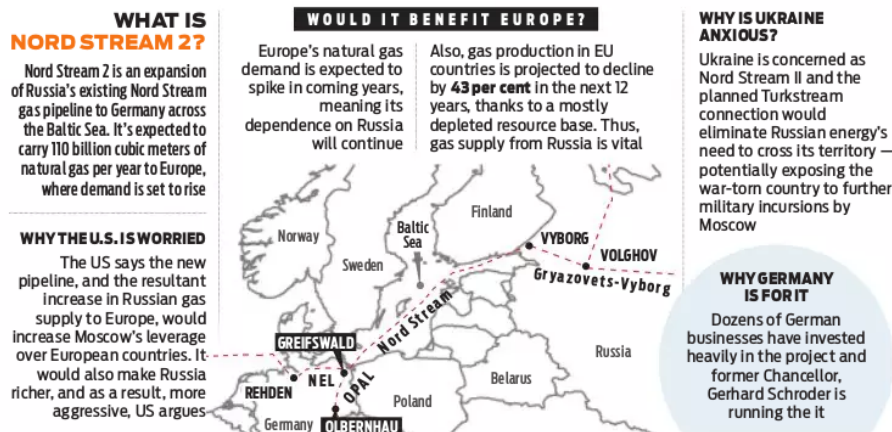 WHAT IS
NORD STREAM 2?
Nord Stream 2 is an expansion
of Russia's existing Nord Stream
gas pipeline to Germany across
the Baltic Sea. It's expected to
carry 110 billion cubic meters of
natural gas per year to Europe,
where demand is set to rise
WHY THE U.S. IS WORRIED
The US says the new
pipeline, and the resultant
increase in Russian gas
supply to Europe, would
increase Moscow's leverage
over European countries. It
would also make Russia
richer, and as a result, more
aggressive, US argues
WOULD IT BENEFIT EUROPE?
Europe's natural gas
demand is expected to
spike in coming years,
meaning its
dependence on Russia
will continue
Also, gas production in EU
countries is projected to decline
by 43 per cent in the next 12
years, thanks to a mostly
depleted resource base. Thus,
gas supply from Russia is vital
Norway
Sweden
Baltic
Sea
Finland
VYBORG
VOLGHOV
Gryazovets-Vyborg
Nord Stream
GREIFSWALD
NEL
OPAL
REHDEN
Germany
OLBERNHAU
Poland
Belarus
Russia
WHY IS UKRAINE
ANXIOUS?
Ukraine is concerned as
Nord Stream II and the
planned Turkstream
connection would
eliminate Russian energy's
need to cross its territory —
potentially exposing the
war-torn country to further
military incursions by
Moscow
WHY GERMANY
IS FOR IT
Dozens of German
businesses have invested
heavily in the project and
former Chancellor,
Gerhard Schroder is
running the it